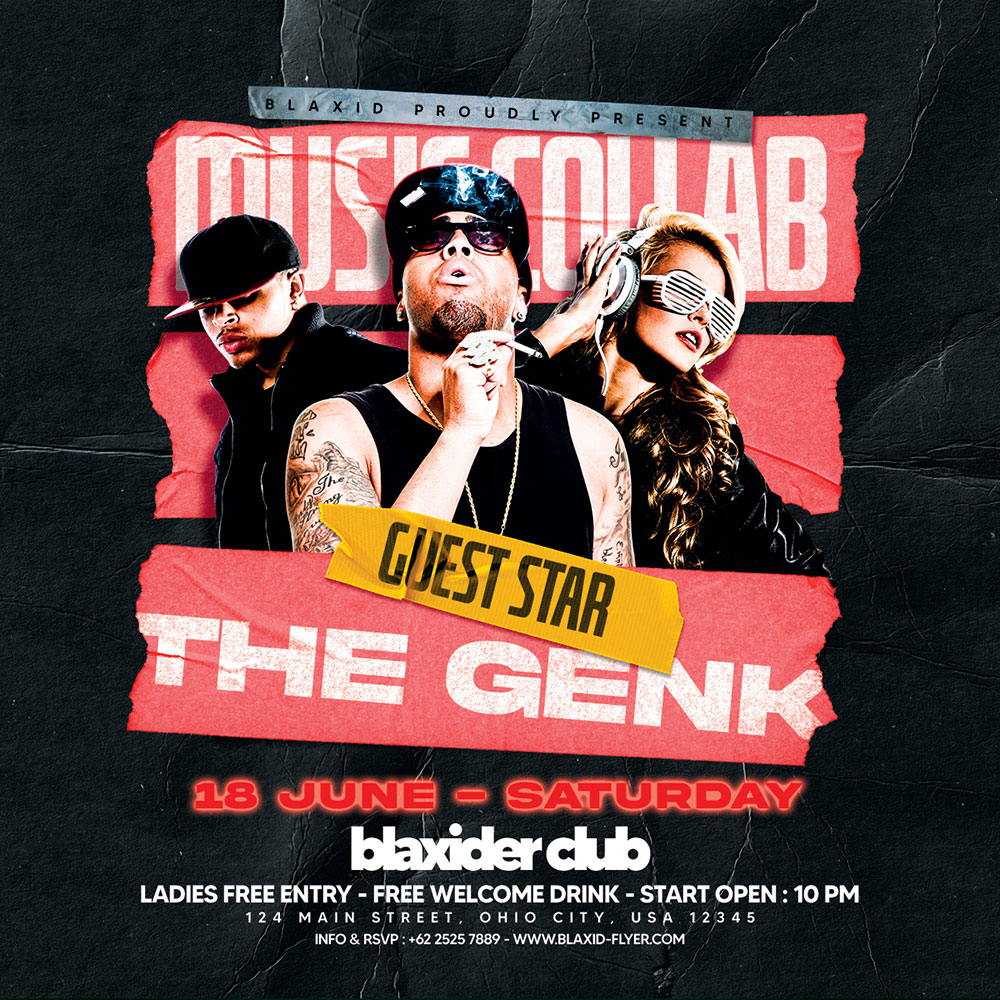 BLAXID PROUDLY PRESENT
MUSIC COLLAB
GUEST STAR
THE GENK
18 JUNE - SATURDAY
blaxider club
LADIES FREE ENTRY - FREE WELCOME DRINK - START OPEN : 10 PM
124 MAIN STREET, OHIO CITY, USA 12345
INFO & RSVP : +62 2525 7889 - WWW.BLAXID-FLYER.COM